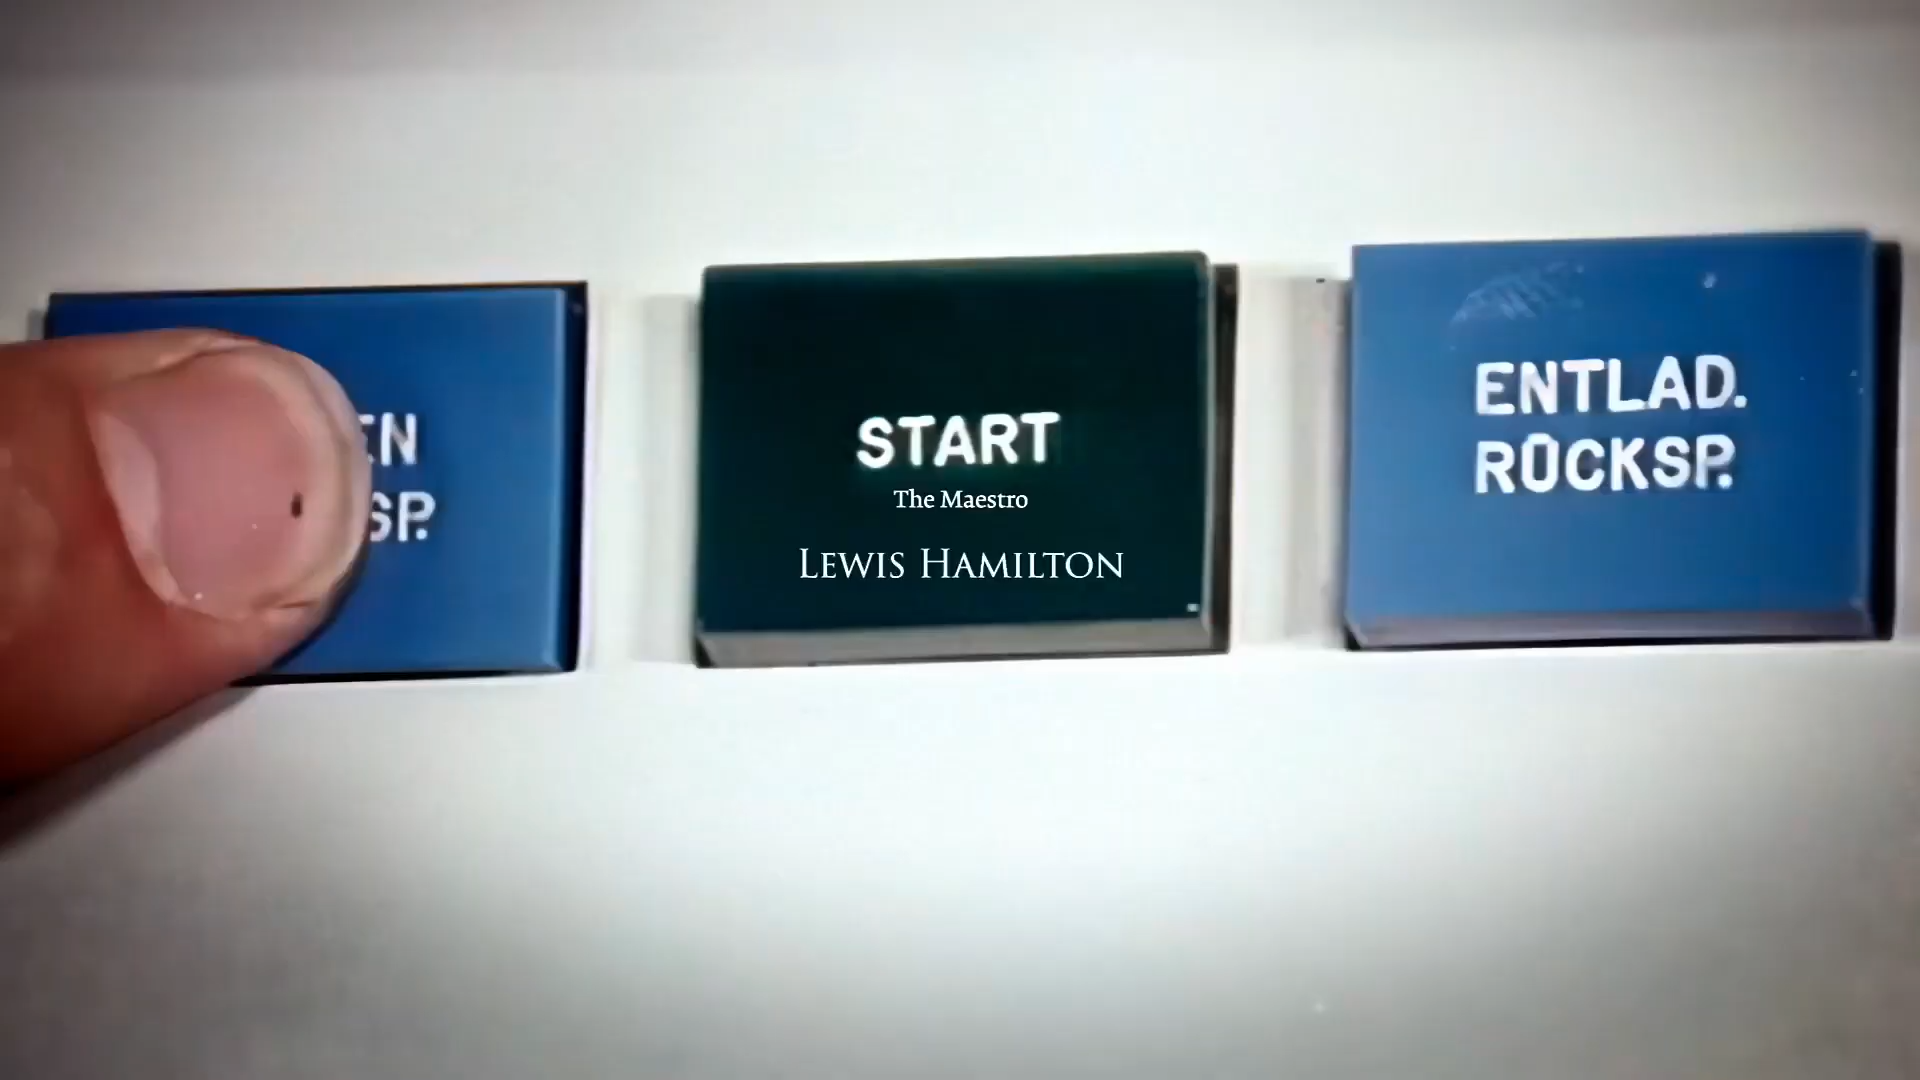 START
The Maestro
LEWIS HAMILTON
ENTLAD.
RÜCKSP.